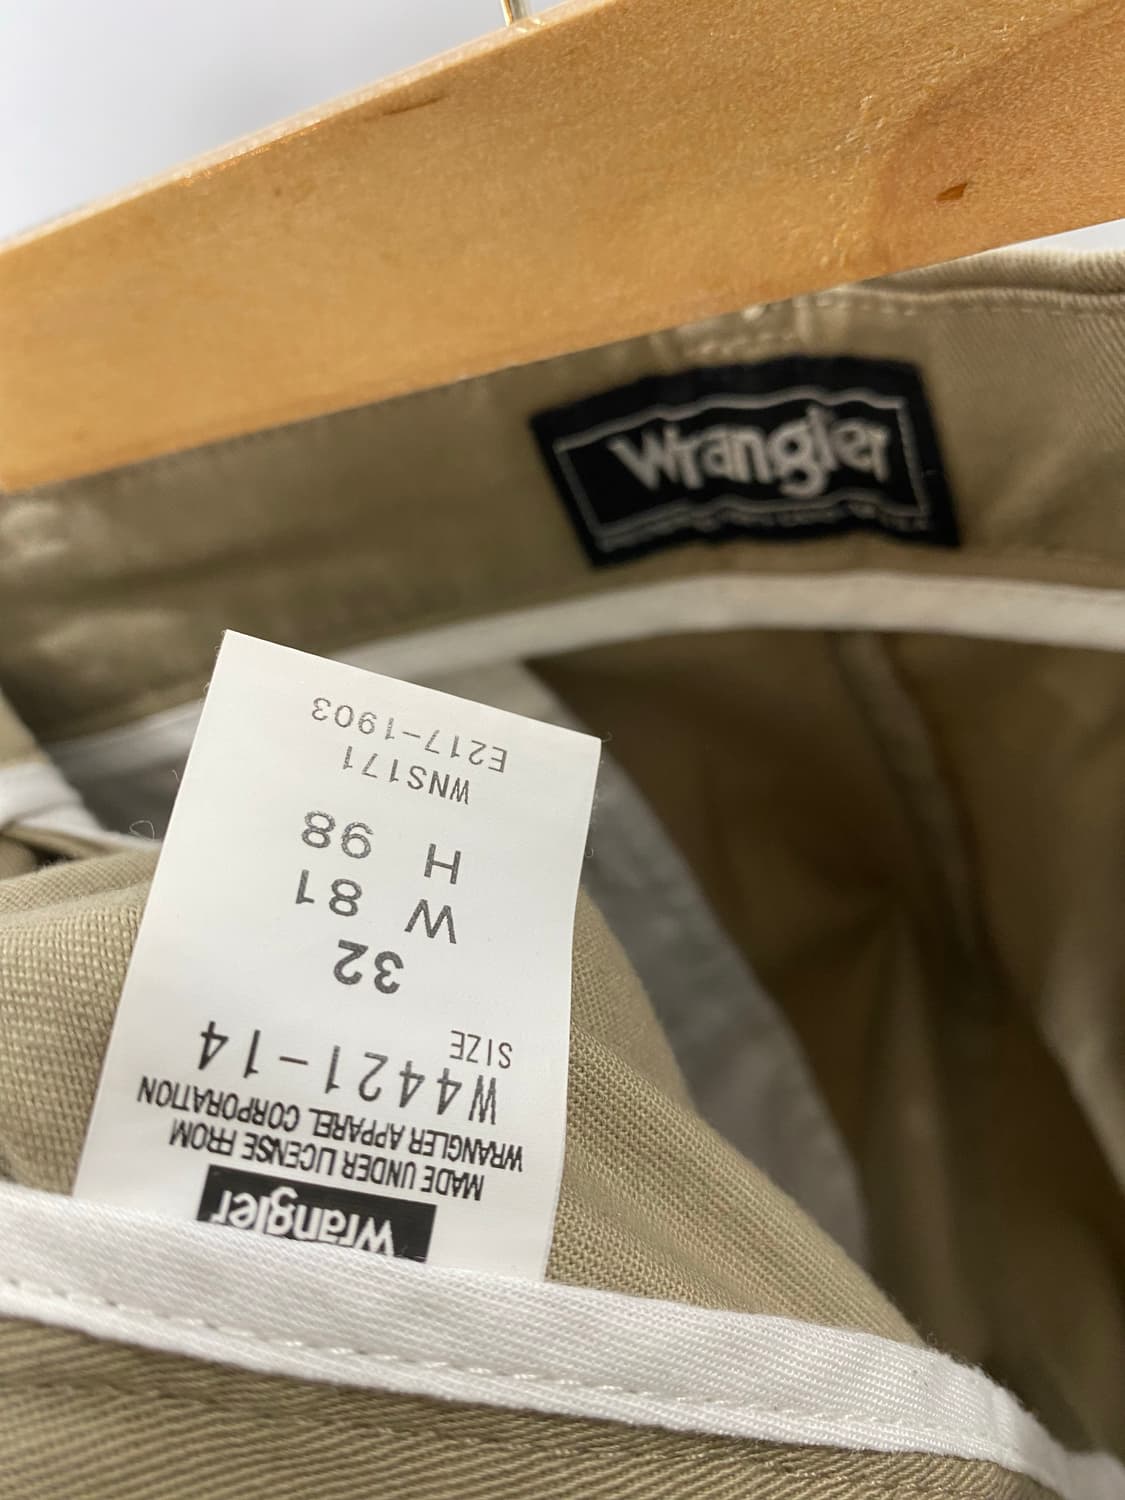 Wrangler
Wrangler
MADE UNDER LICENSE FROM
WRANGLER APPAREL CORPORATION
W4421-14
SIZE
32
W 81
H 98
WNS171
E217-1903